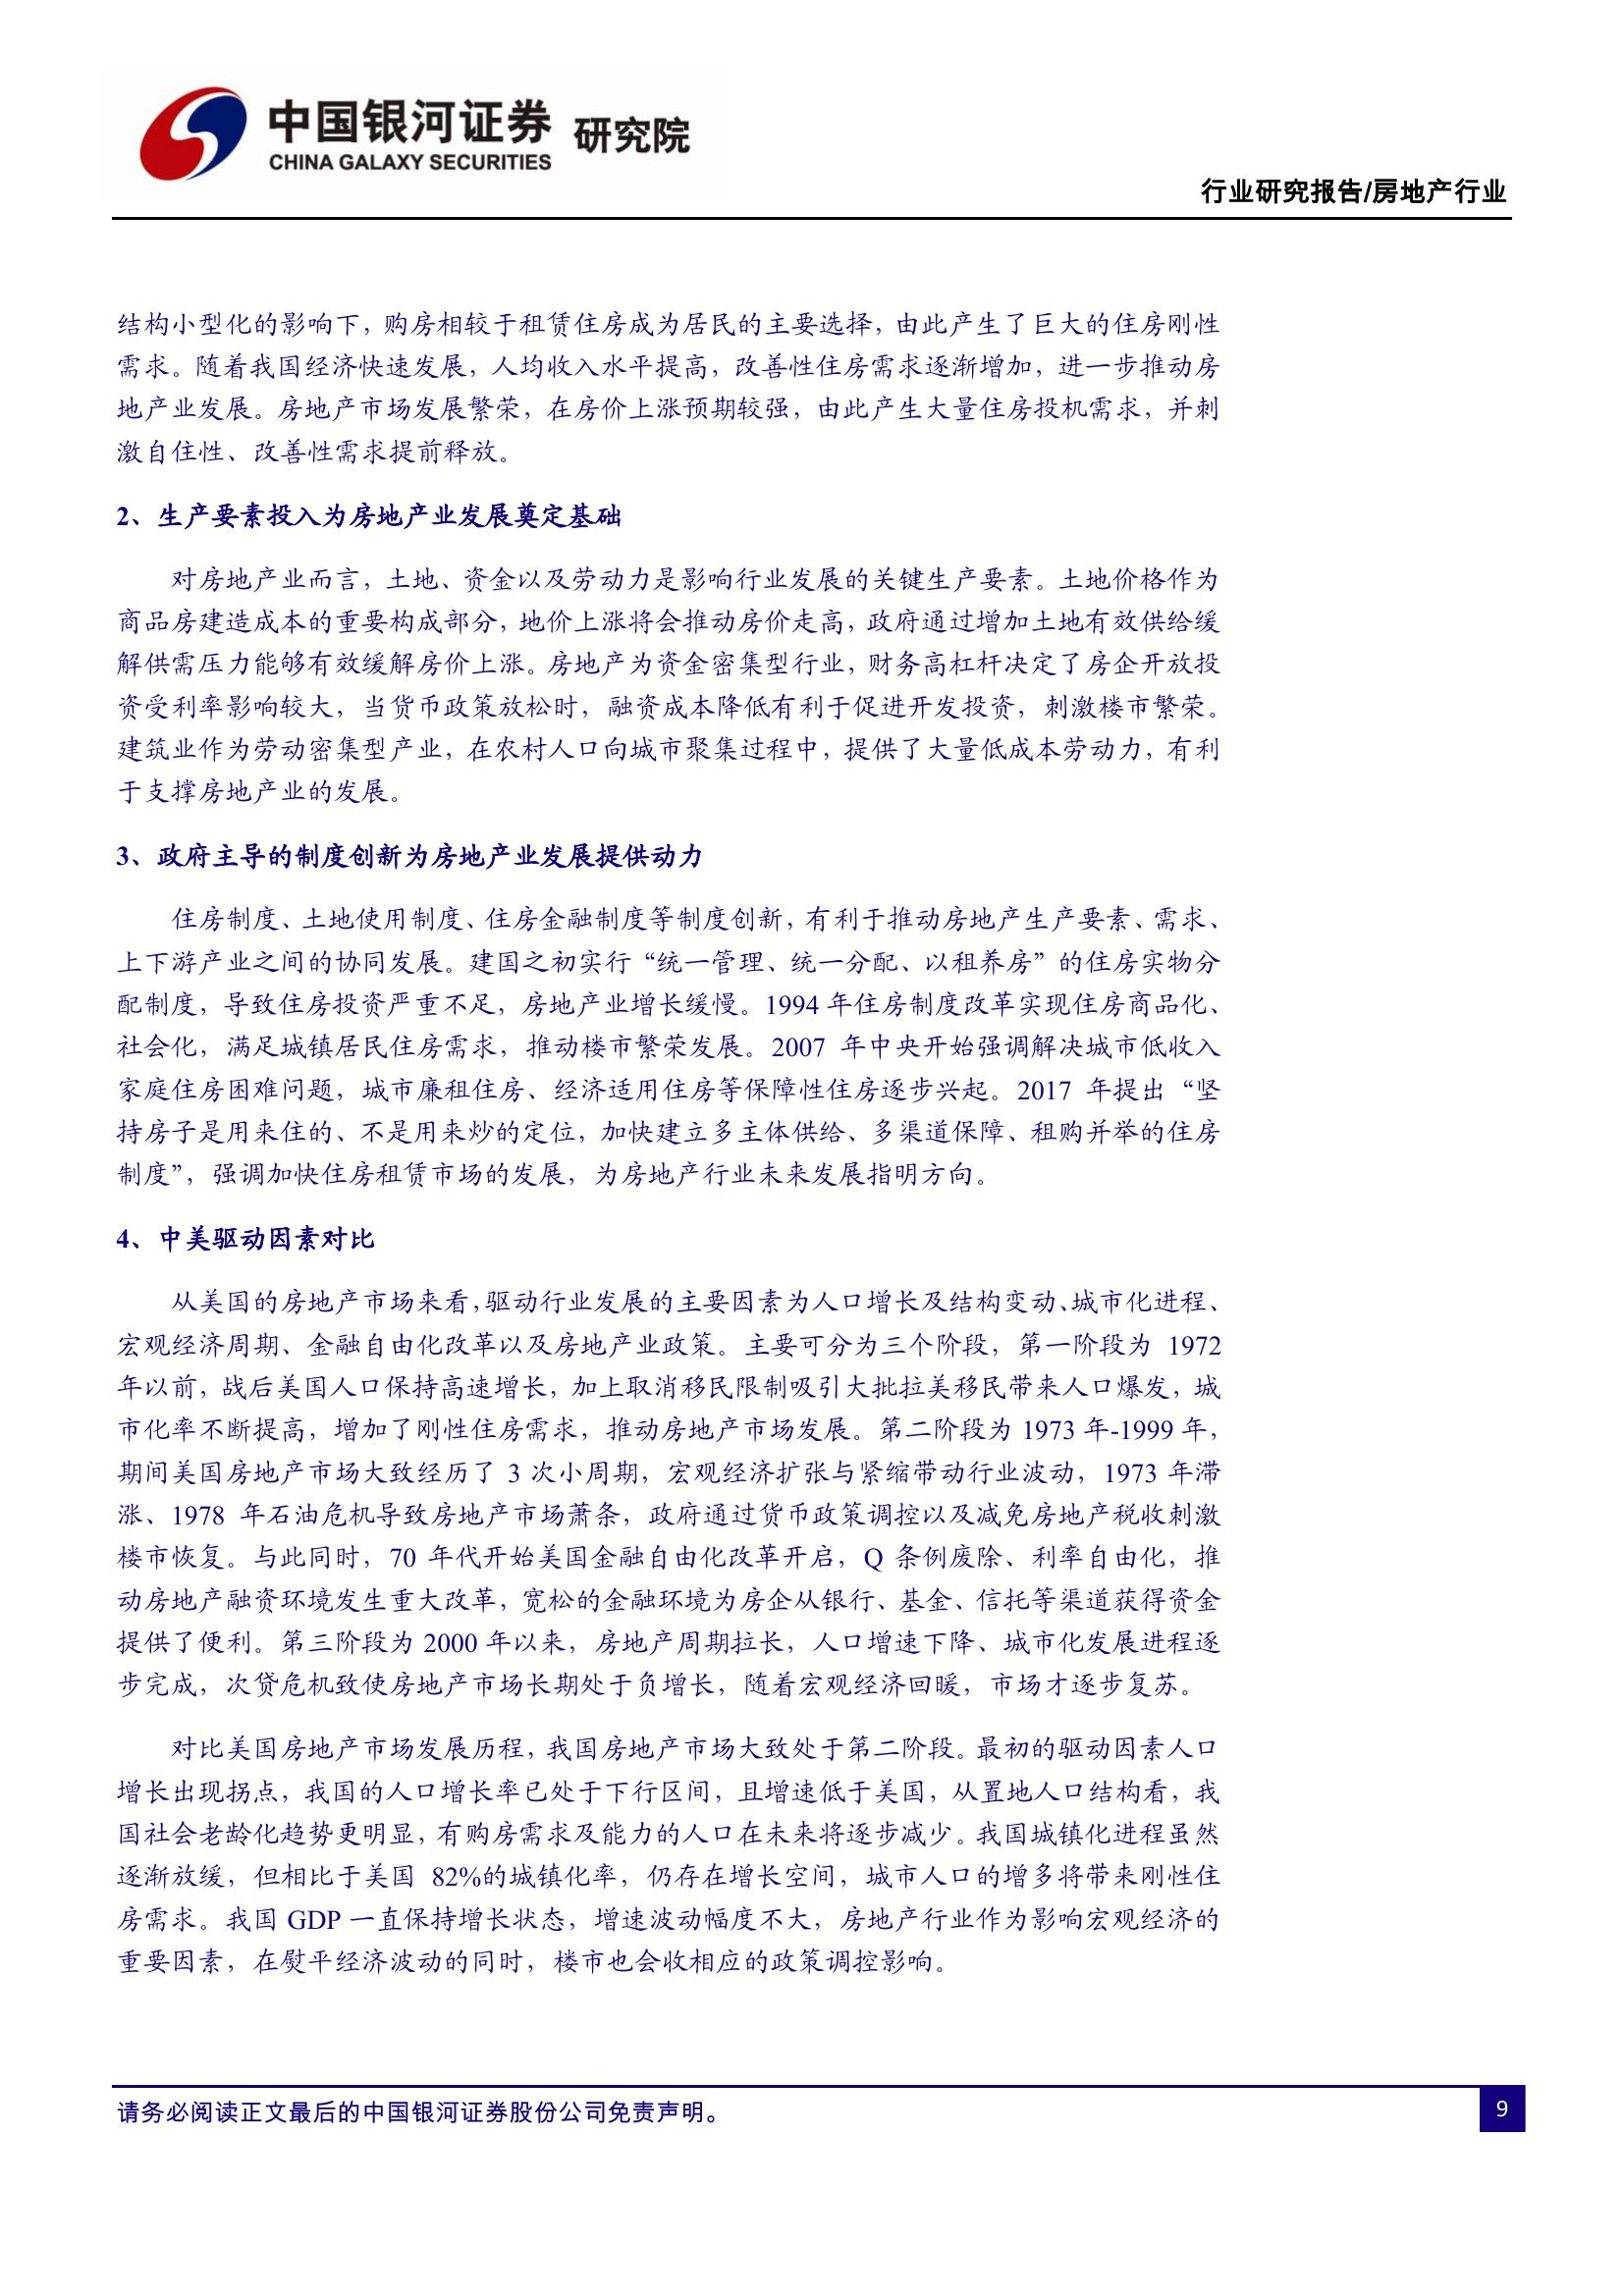 中国银河证券 研究院
CHINA GALAXY SECURITIES
行业研究报告/房地产行业
结构小型化的影响下，购房相较于租赁住房成为居民的主要选择，由此产生了巨大的住房刚性
需求。随着我国经济快速发展，人均收入水平提高，改善性住房需求逐渐增加，进一步推动房
地产业发展。房地产市场发展繁荣，在房价上涨预期较强，由此产生大量住房投机需求，并刺
激自住性、改善性需求提前释放。
2、生产要素投入为房地产业发展奠定基础
对房地产业而言，土地、资金以及劳动力是影响行业发展的关键生产要素。土地价格作为
商品房建造成本的重要构成部分，地价上涨将会推动房价走高，政府通过增加土地有效供给缓
解供需压力能够有效缓解房价上涨。房地产为资金密集型行业，财务高杠杆决定了房企开放投
资受利率影响较大，当货币政策放松时，融资成本降低有利于促进开发投资，刺激楼市繁荣。
建筑业作为劳动密集型产业，在农村人口向城市聚集过程中，提供了大量低成本劳动力，有利
于支撑房地产业的发展。
3、政府主导的制度创新为房地产业发展提供动力
住房制度、土地使用制度、住房金融制度等制度创新，有利于推动房地产生产要素、需求、
上下游产业之间的协同发展。建国之初实行“统一管理、统一分配、以租养房”的住房实物分
配制度，导致住房投资严重不足，房地产业增长缓慢。1994 年住房制度改革实现住房商品化、
社会化，满足城镇居民住房需求，推动楼市繁荣发展。2007 年中央开始强调解决城市低收入
家庭住房困难问题，城市廉租住房、经济适用住房等保障性住房逐步兴起。2017 年提出“坚
持房子是用来住的、不是用来炒的定位，加快建立多主体供给、多渠道保障、租购并举的住房
制度”，强调加快住房租赁市场的发展，为房地产行业未来发展指明方向。
4、中美驱动因素对比
从美国的房地产市场来看，驱动行业发展的主要因素为人口增长及结构变动、城市化进程、
宏观经济周期、金融自由化改革以及房地产业政策。主要可分为三个阶段，第一阶段为 1972
年以前，战后美国人口保持高速增长，加上取消移民限制吸引大批拉美移民带来人口爆发，城
市化率不断提高，增加了刚性住房需求，推动房地产市场发展。第二阶段为 1973 年-1999 年，
期间美国房地产市场大致经历了 3 次小周期，宏观经济扩张与紧缩带动行业波动，1973 年滞
涨、1978 年石油危机导致房地产市场萧条，政府通过货币政策调控以及减免房地产税收刺激
楼市恢复。与此同时，70 年代开始美国金融自由化改革开启，Q 条例废除、利率自由化，推
动房地产融资环境发生重大改革，宽松的金融环境为房企从银行、基金、信托等渠道获得资金
提供了便利。第三阶段为 2000 年以来，房地产周期拉长，人口增速下降、城市化发展进程逐
步完成，次贷危机致使房地产市场长期处于负增长，随着宏观经济回暖，市场才逐步复苏。
对比美国房地产市场发展历程，我国房地产市场大致处于第二阶段。最初的驱动因素人口
增长出现拐点，我国的人口增长率已处于下行区间，且增速低于美国，从置地人口结构看，我
国社会老龄化趋势更明显，有购房需求及能力的人口在未来将逐步减少。我国城镇化进程虽然
逐渐放缓，但相比于美国 82%的城镇化率，仍存在增长空间，城市人口的增多将带来刚性住
房需求。我国 GDP 一直保持增长状态，增速波动幅度不大，房地产行业作为影响宏观经济的
重要因素，在熨平经济波动的同时，楼市也会收相应的政策调控影响。
请务必阅读正文最后的中国银河证券股份公司免责声明。
9